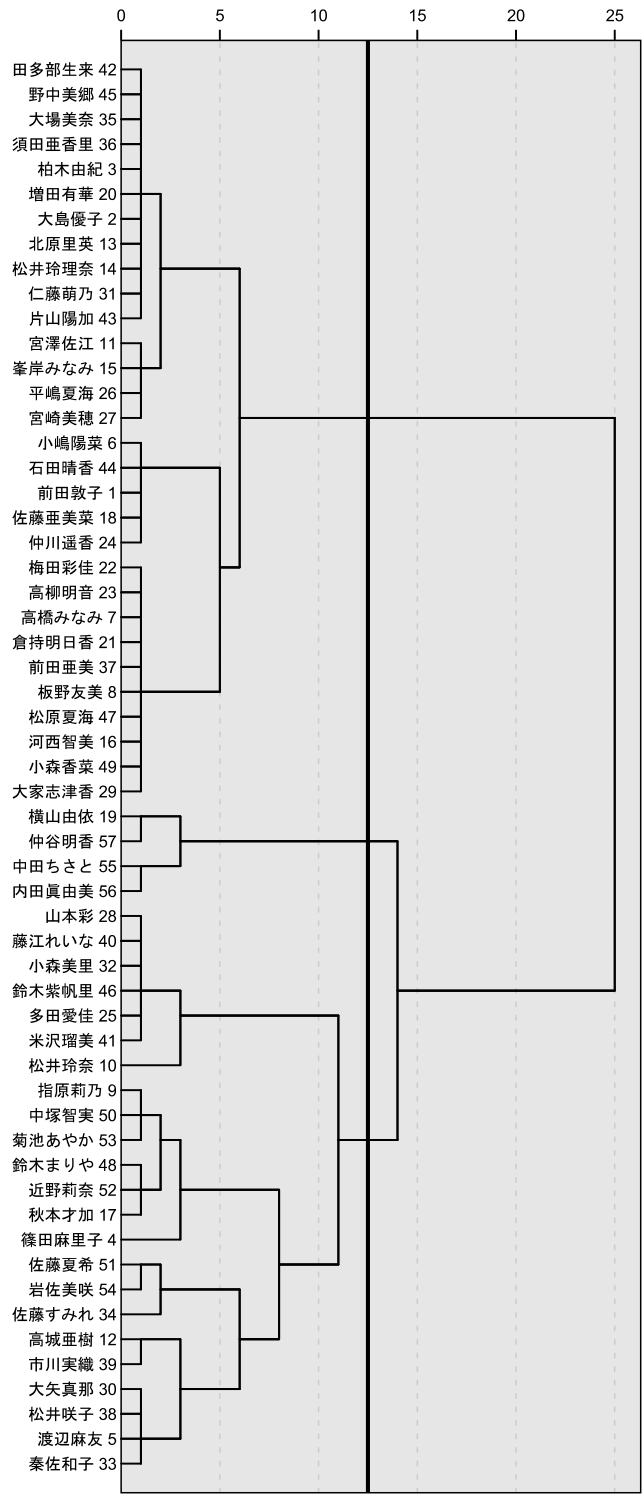 0 5 10 15 20 25
田多部生来 42
野中美郷 45
大場美奈 35
須田亜香里 36
柏木由紀 3
増田有華 20
大島優子 2
北原里英 13
松井玲理奈 14
仁藤萌乃 31
片山陽加 43
宮澤佐江 11
峯岸みなみ 15
平嶋夏海 26
宮崎美穂 27
小嶋陽菜 6
石田晴香 44
前田敦子 1
佐藤亜美菜 18
仲川遥香 24
梅田彩佳 22
高柳明音 23
高橋みなみ 7
倉持明日香 21
前田亜美 37
板野友美 8
松原夏海 47
河西智美 16
小森香菜 49
大家志津香 29
横山由依 19
仲谷明香 57
中田ちさと 55
内田眞由美 56
山本彩 28
藤江れいな 40
小森美里 32
鈴木紫帆里 46
多田愛佳 25
米沢瑠美 41
松井玲奈 10
指原莉乃 9
中塚智実 50
菊池あやか 53
鈴木まりや 48
近野莉奈 52
秋本才加 17
篠田麻里子 4
佐藤夏希 51
岩佐美咲 54
佐藤すみれ 34
高城亜樹 12
市川実織 39
大矢真那 30
松井咲子 38
渡辺麻友 5
秦佐和子 33